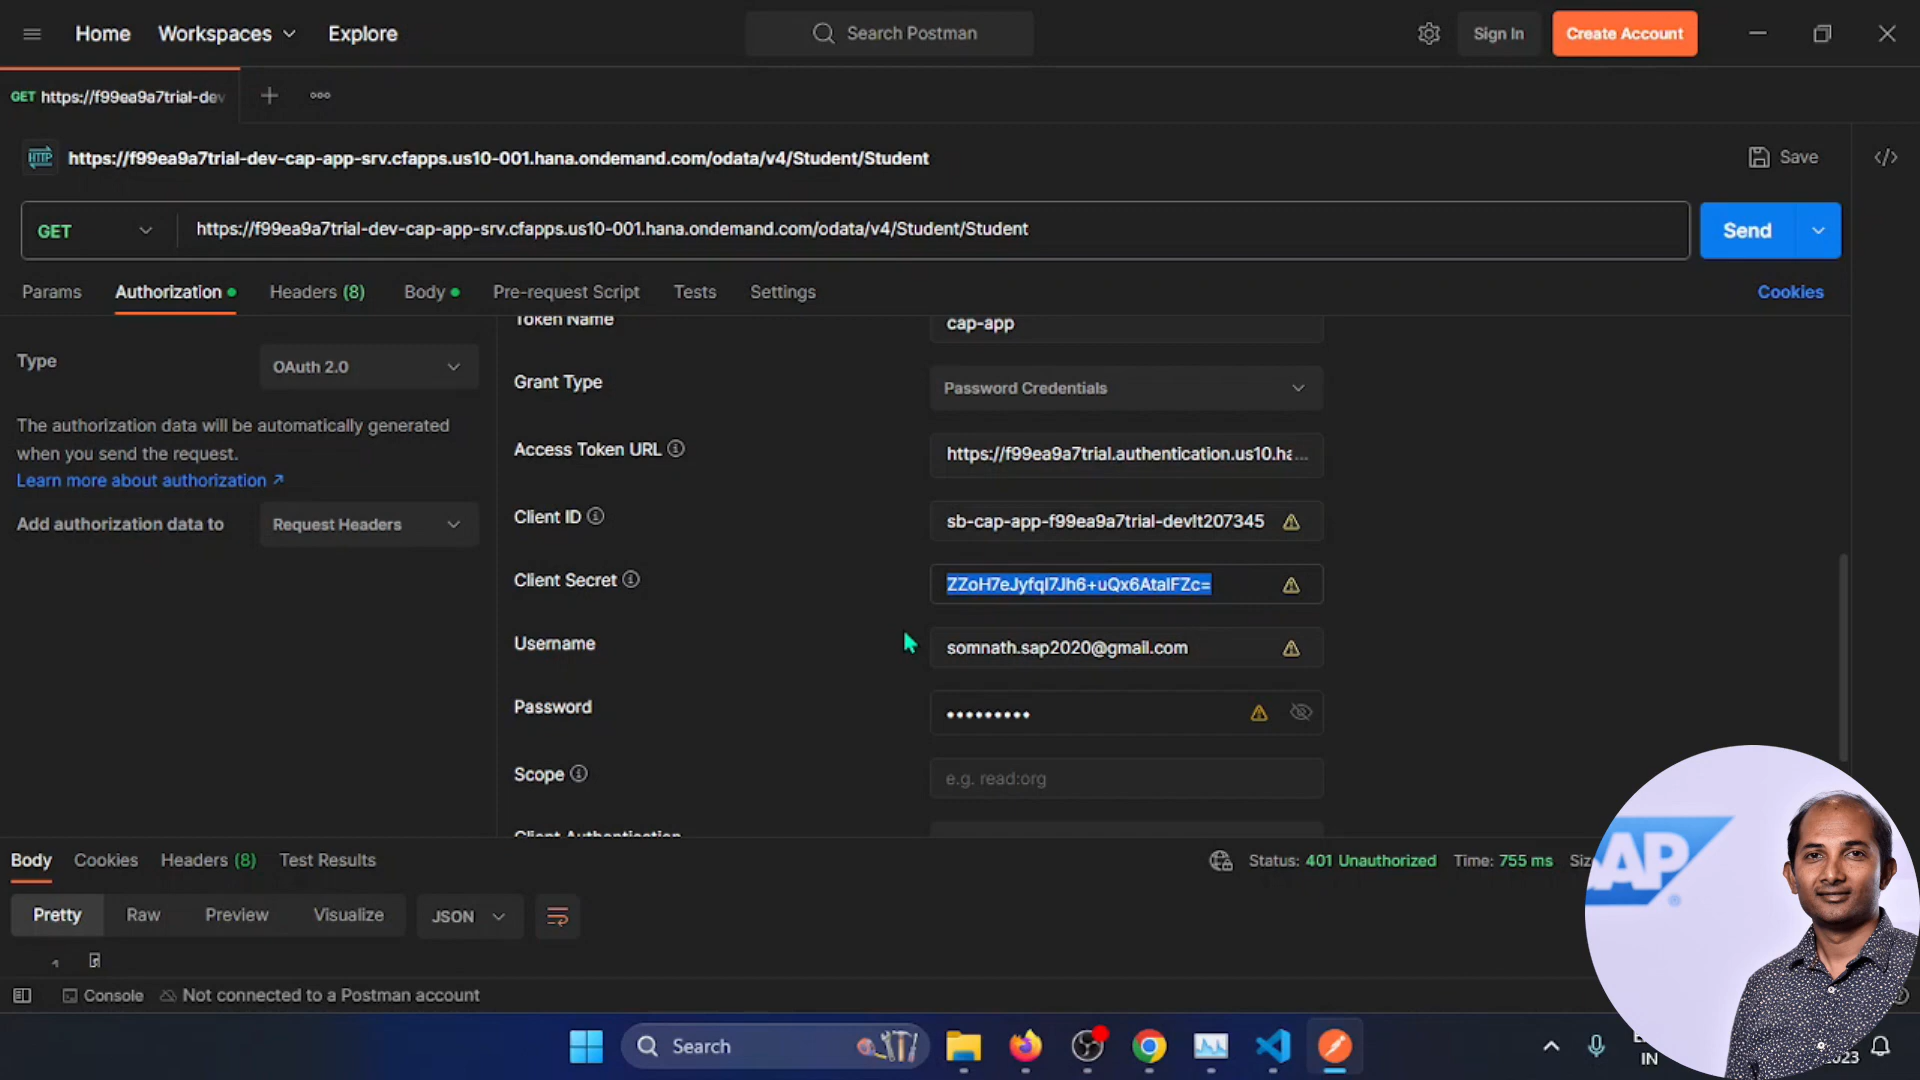 Home Workspaces Explore Search Postman Sign In Create Account
GET https://f99ea9a7trial-dev
HTTP https://f99ea9a7trial-dev-cap-app-srv.cfapps.us10-001.hana.ondemand.com/odata/v4/Student/Student Save </>
GET https://f99ea9a7trial-dev-cap-app-srv.cfapps.us10-001.hana.ondemand.com/odata/v4/Student/Student Send
Params Authorization Headers (8) Body Pre-request Script Tests Settings Cookies
Token Name cap-app
Type OAuth 2.0
Grant Type Password Credentials
The authorization data will be automatically generated
when you send the request.
Learn more about authorization ↗
Access Token URL https://f99ea9a7trial.authentication.us10.ha...
Add authorization data to Request Headers
Client ID sb-cap-app-f99ea9a7trial-dev!t207345
Client Secret ZZoH7eJyfqI7Jh6+uQx6AtaIFZc=
Username somnath.sap2020@gmail.com
Password •••••••••
Scope e.g. read:org
Client Authentication
Body Cookies Headers (8) Test Results Status: 401 Unauthorized Time: 755 ms
Pretty Raw Preview Visualize JSON
Console Not connected to a Postman account
Search
IN
SAP